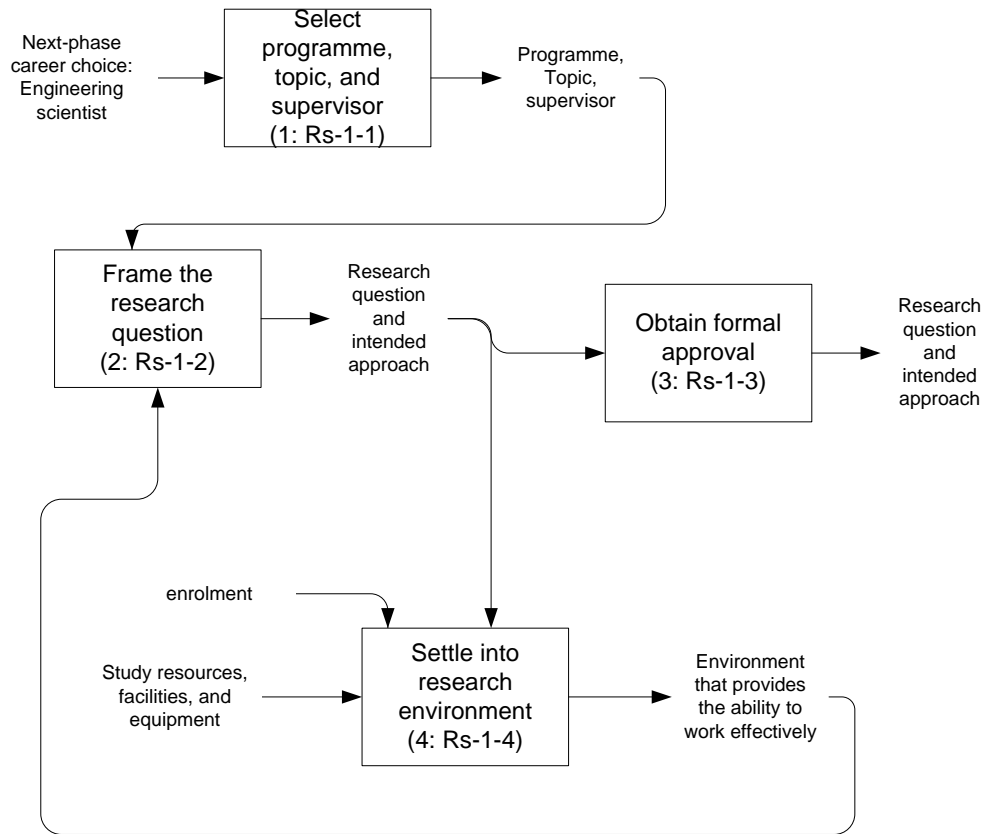 Next-phase
career choice:
Engineering
scientist
Select
programme,
topic, and
supervisor
(1: Rs-1-1)
Programme,
Topic,
supervisor
Frame the
research
question
(2: Rs-1-2)
Research
question
and
intended
approach
Obtain formal
approval
(3: Rs-1-3)
Research
question
and
intended
approach
enrolment
Study resources,
facilities, and
equipment
Settle into
research
environment
(4: Rs-1-4)
Environment
that provides
the ability to
work effectively